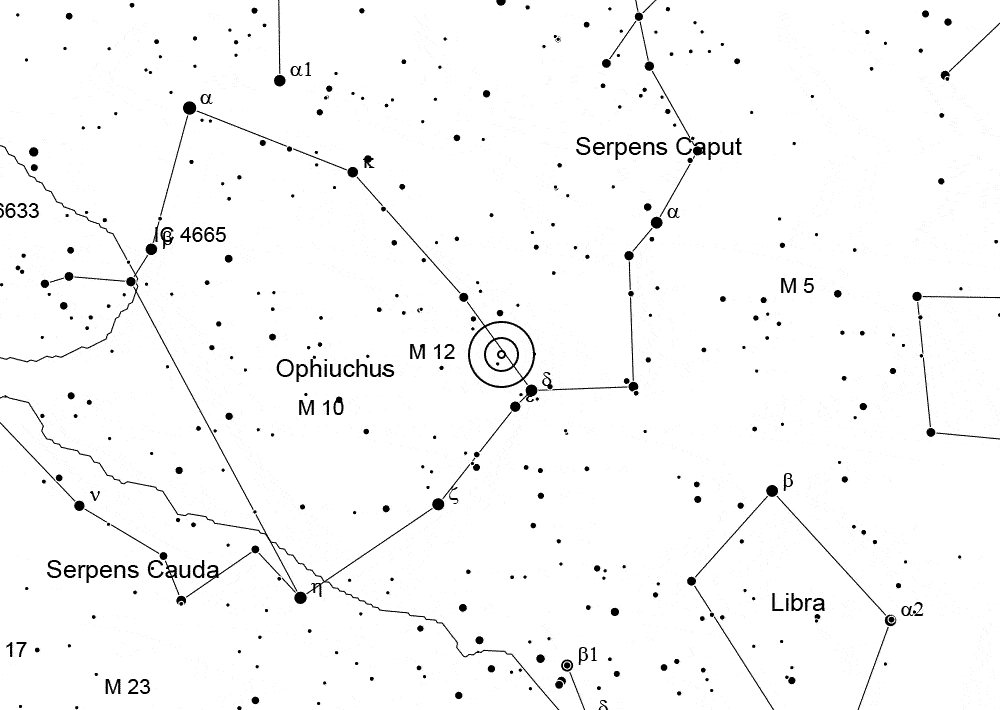 α1
α
Serpens Caput
κ
α
6633
IC 4665
β
M 5
M 12
Ophiuchus
δ
ε
M 10
β
ν
ζ
Serpens Cauda
η
Libra
α2
17
β1
M 23
δ